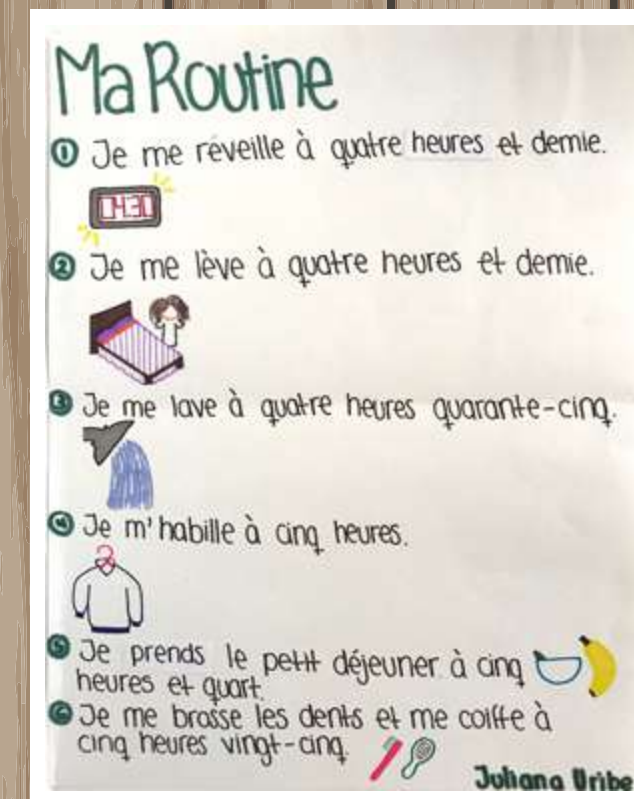 Ma Routine
① Je me réveille à quatre heures et demie.
04:30
② Je me lève à quatre heures et demie.
③ Je me lave à quatre heures quarante-cinq.
④ Je m'habille à cinq heures.
⑤ Je prends le petit déjeuner à cinq
heures et quart.
⑥ Je me brosse les dents et me coiffe à
cinq heures vingt-cinq.
Juliana Uribe